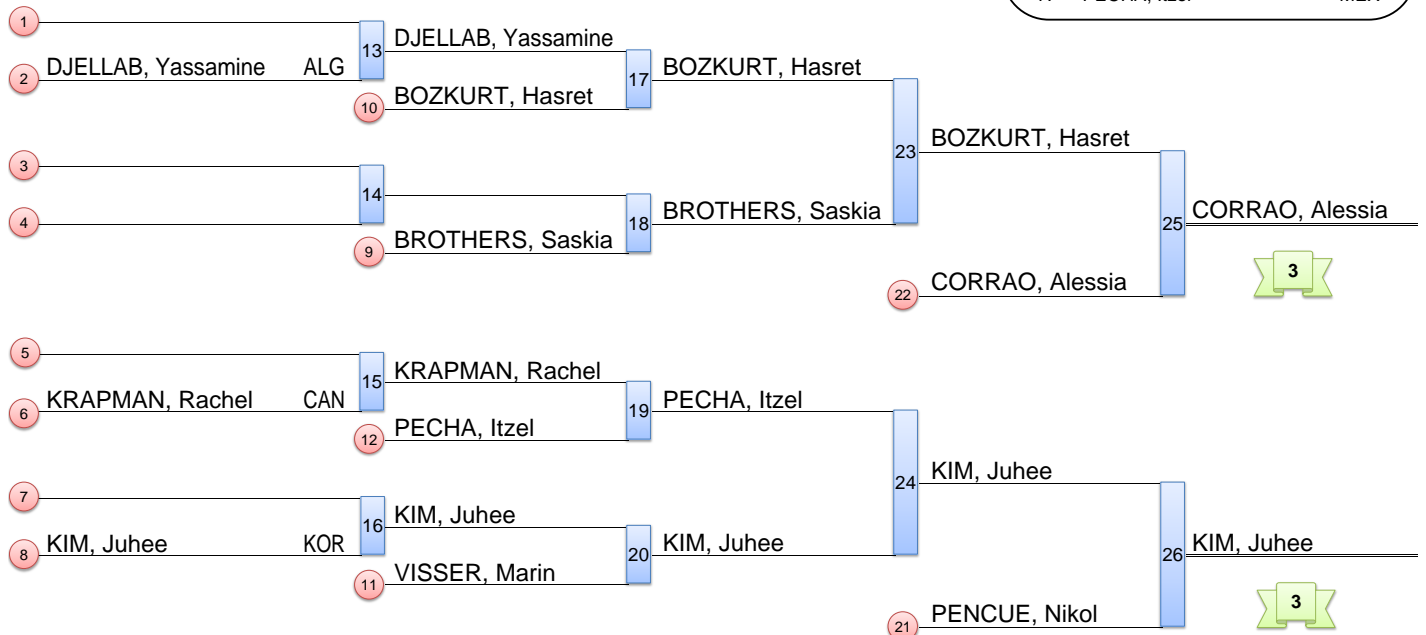 1
13
DJELLAB, Yassamine
2
DJELLAB, Yassamine ALG
17
BOZKURT, Hasret
10
BOZKURT, Hasret
23
BOZKURT, Hasret
3
14
4
18
BROTHERS, Saskia
9
BROTHERS, Saskia
25
CORRAO, Alessia
3
22
CORRAO, Alessia
5
15
KRAPMAN, Rachel
6
KRAPMAN, Rachel CAN
19
PECHA, Itzel
12
PECHA, Itzel
24
KIM, Juhee
7
16
KIM, Juhee
8
KIM, Juhee KOR
20
KIM, Juhee
11
VISSER, Marin
26
KIM, Juhee
3
21
PENCUE, Nikol